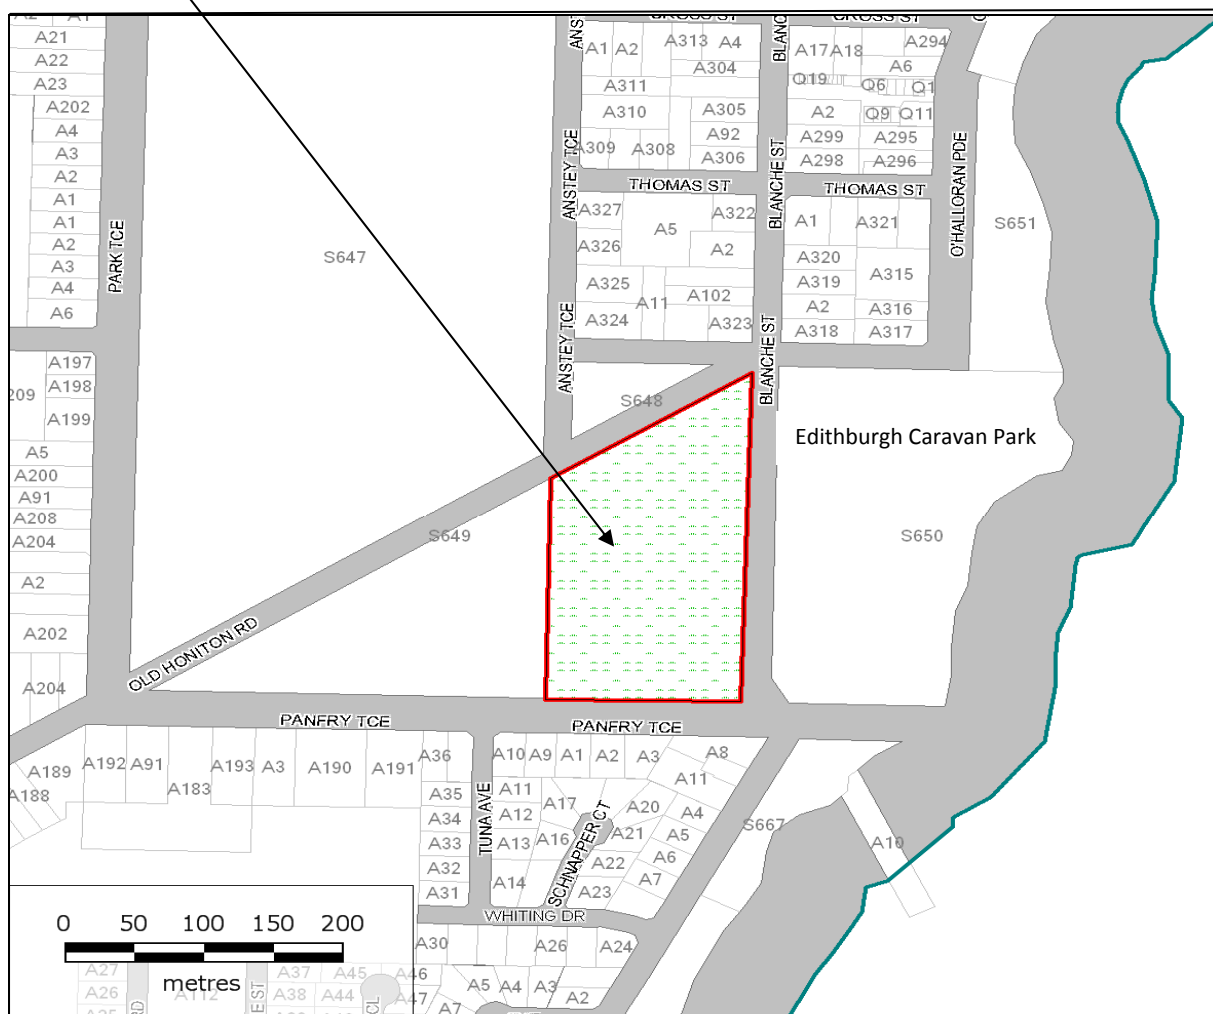 A2 A1
A21
A22
A23
A202
A4
A3
A2
A1
A1
A2
A3
A4
A6
A197
A198
209
A199
A5
A200
A91
A208
A204
A2
A202
A204
PARK TCE
S647
CROSS ST
CROSS ST
ANSTEY TCE
ANSTEY TCE
BLANCHE ST
BLANCHE ST
A1 A2 A313 A4
A304
A311
A310
A305
A92
A309 A308 A306
A17 A18 A294
A6
Q19 Q6 Q1
A2 Q9 Q11
A299 A295
A298 A296
THOMAS ST
THOMAS ST
O'HALLORAN PDE
S651
A327 A322
A5
A326 A2
A325
A11 A102
A324 A323
A1 A321
A320
A319 A315
A2 A316
A318 A317
S648
Edithburgh Caravan Park
S649
S650
OLD HONITON RD
PANFRY TCE
PANFRY TCE
A189
A188
A192 A91
A183
A193 A3 A190 A191
A36
A35
A34
A33
A32
A31
TUNA AVE
A10 A9 A1 A2 A3 A8
A11
A11
A12
A13
A14
A17
A16
SCHNAPPER CT
A20
A21
A22
A23
A4
A5
A6
A7
S667
A10
WHITING DR
A30 A26 A24
A46
A47
A5 A4 A3 A2
A7
0 50 100 150 200
metres
A27
A26
A25
A112
A37 A45
A38 A44